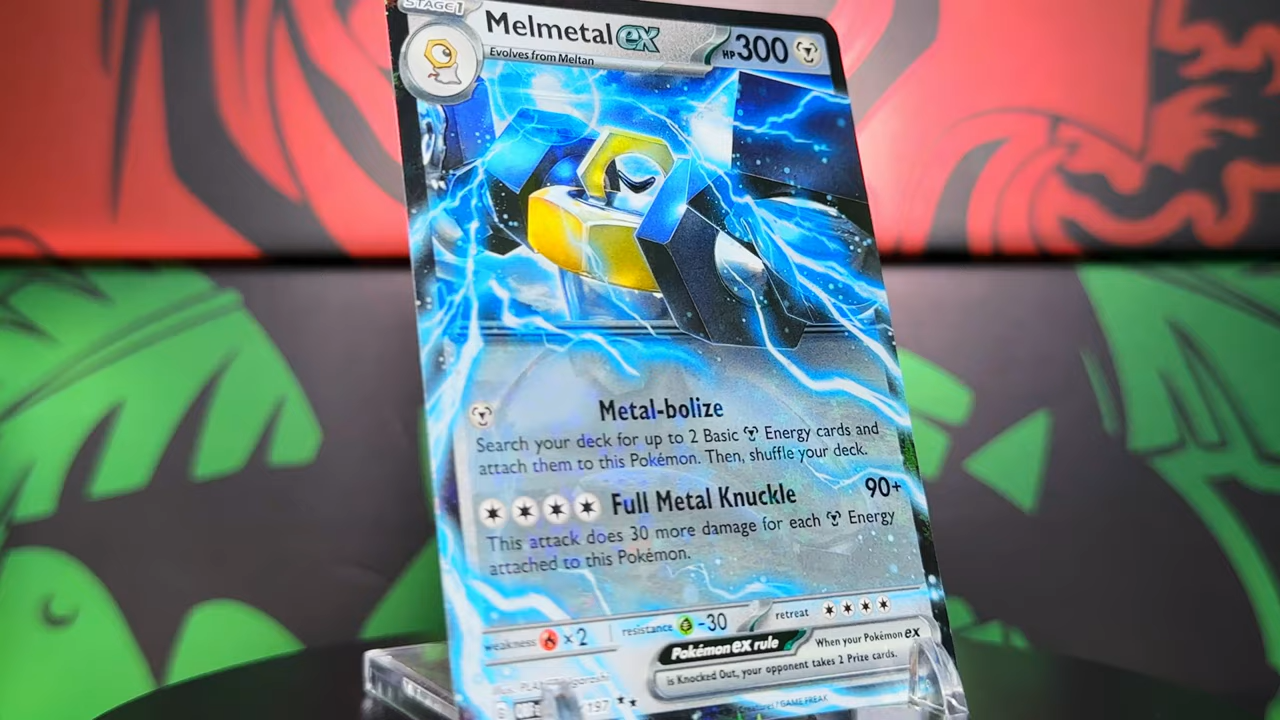 STAGE 1
Melmetal ex HP 300
Evolves from Meltan
Metal-bolize
Search your deck for up to 2 Basic Energy cards and
attach them to this Pokémon. Then, shuffle your deck.
Full Metal Knuckle 90+
This attack does 30 more damage for each Energy
attached to this Pokémon.
weakness ×2 resistance -30 retreat
Pokémon ex rule When your Pokémon ex
is Knocked Out, your opponent takes 2 Prize cards.
/197
Creatures / GAME FREAK